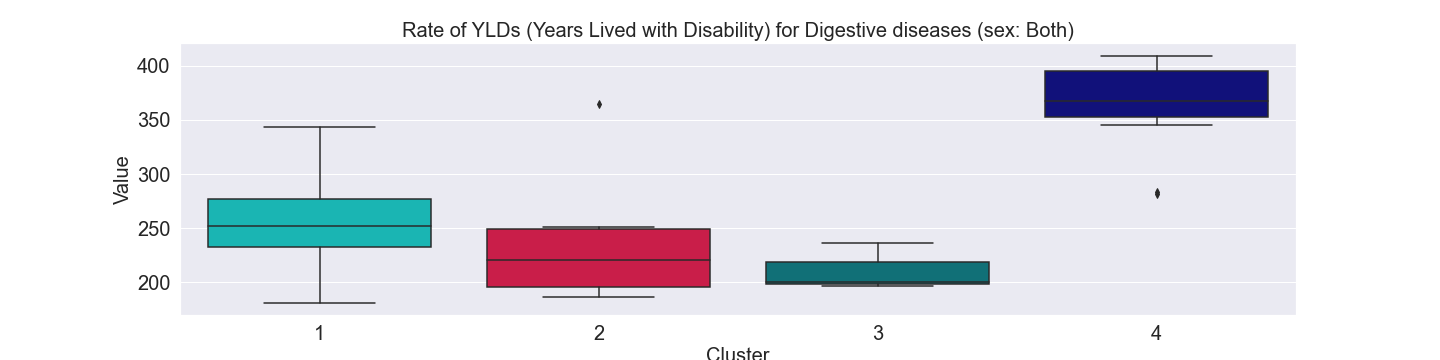 Rate of YLDs (Years Lived with Disability) for Digestive diseases (sex: Both)
400
350
300
250
200
Value
1 2 3 4
Cluster